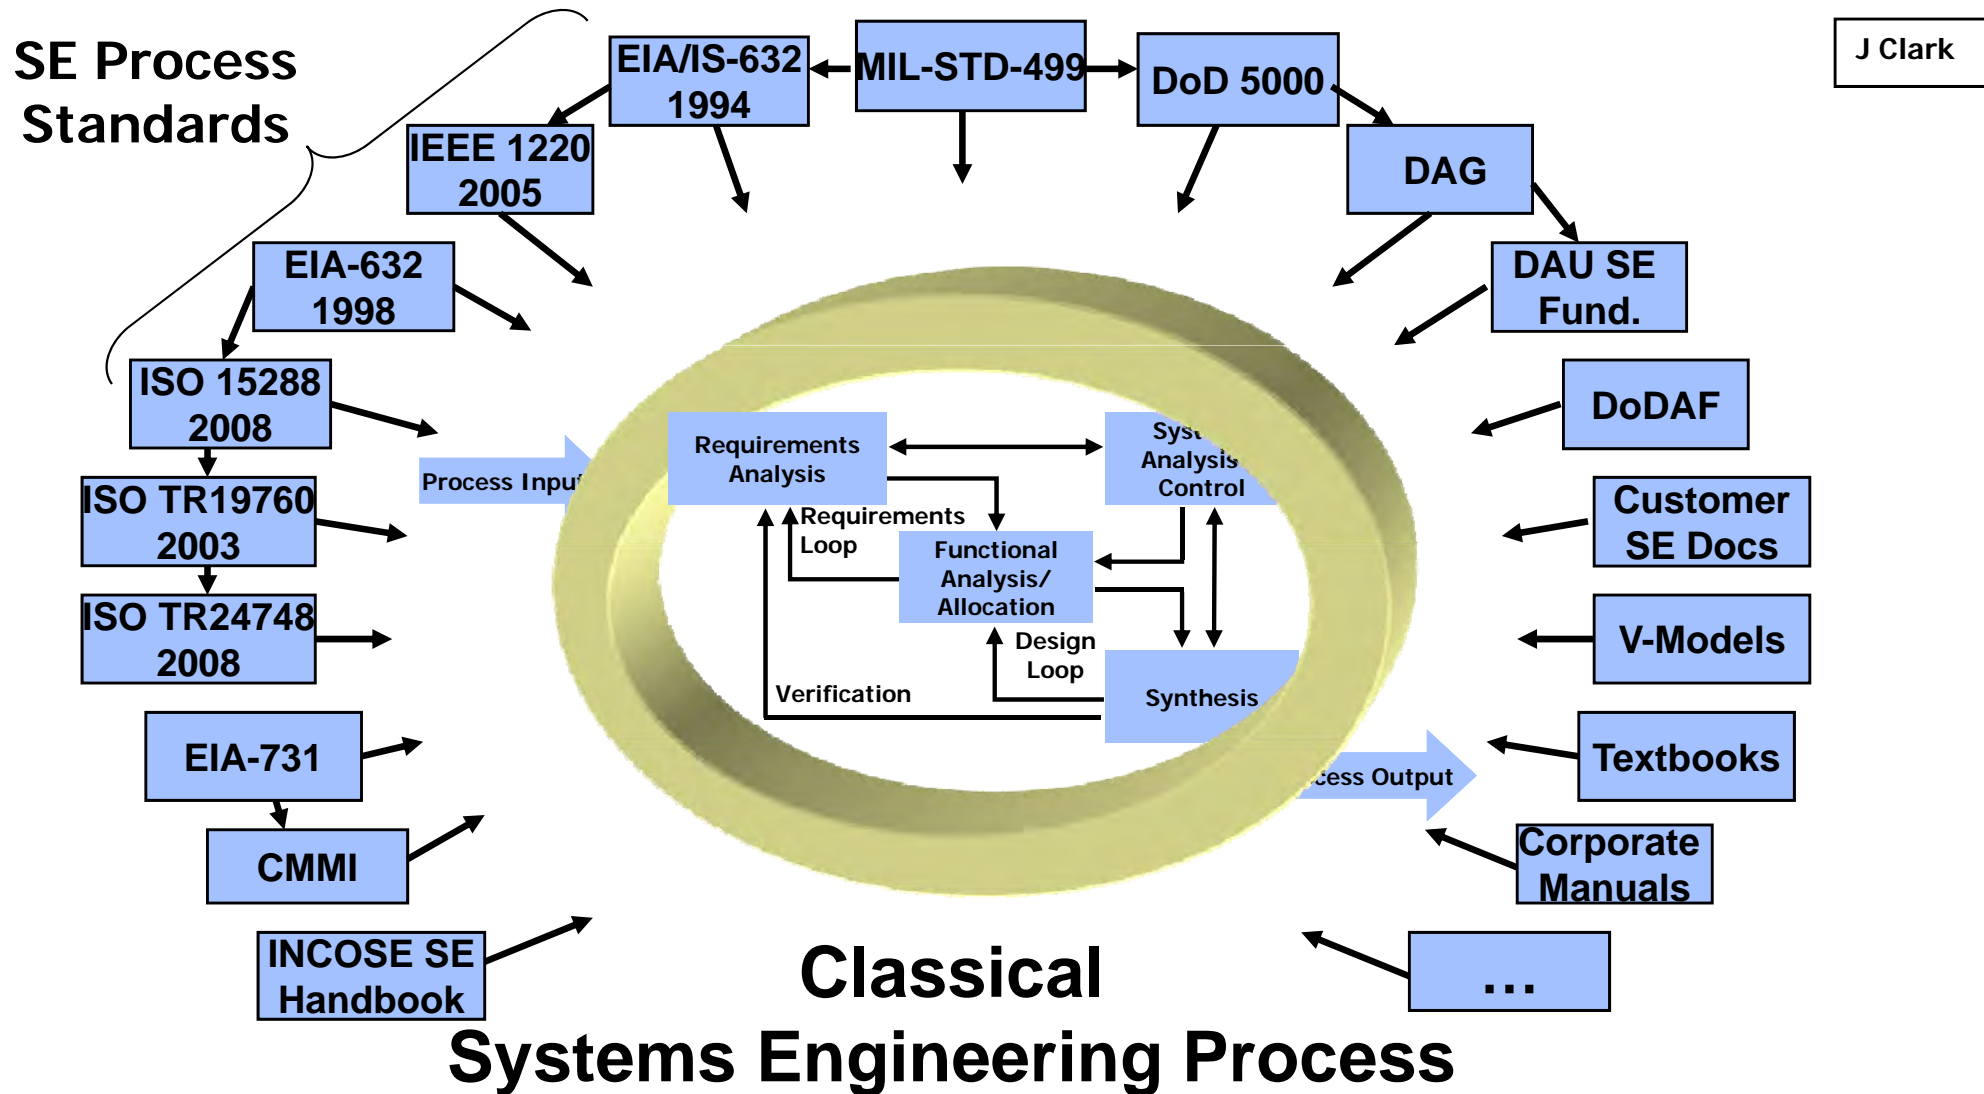 SE Process
Standards
J Clark
MIL-STD-499
EIA/IS-632
1994
IEEE 1220
2005
EIA-632
1998
ISO 15288
2008
ISO TR19760
2003
ISO TR24748
2008
EIA-731
CMMI
INCOSE SE
Handbook
DoD 5000
DAG
DAU SE
Fund.
DoDAF
Customer
SE Docs
V-Models
Textbooks
Corporate
Manuals
...
Process Input
Requirements
Analysis
Analysis
Control
Requirements
Loop
Functional
Analysis/
Allocation
Design
Loop
Verification
Synthesis
Output
Classical
Systems Engineering Process